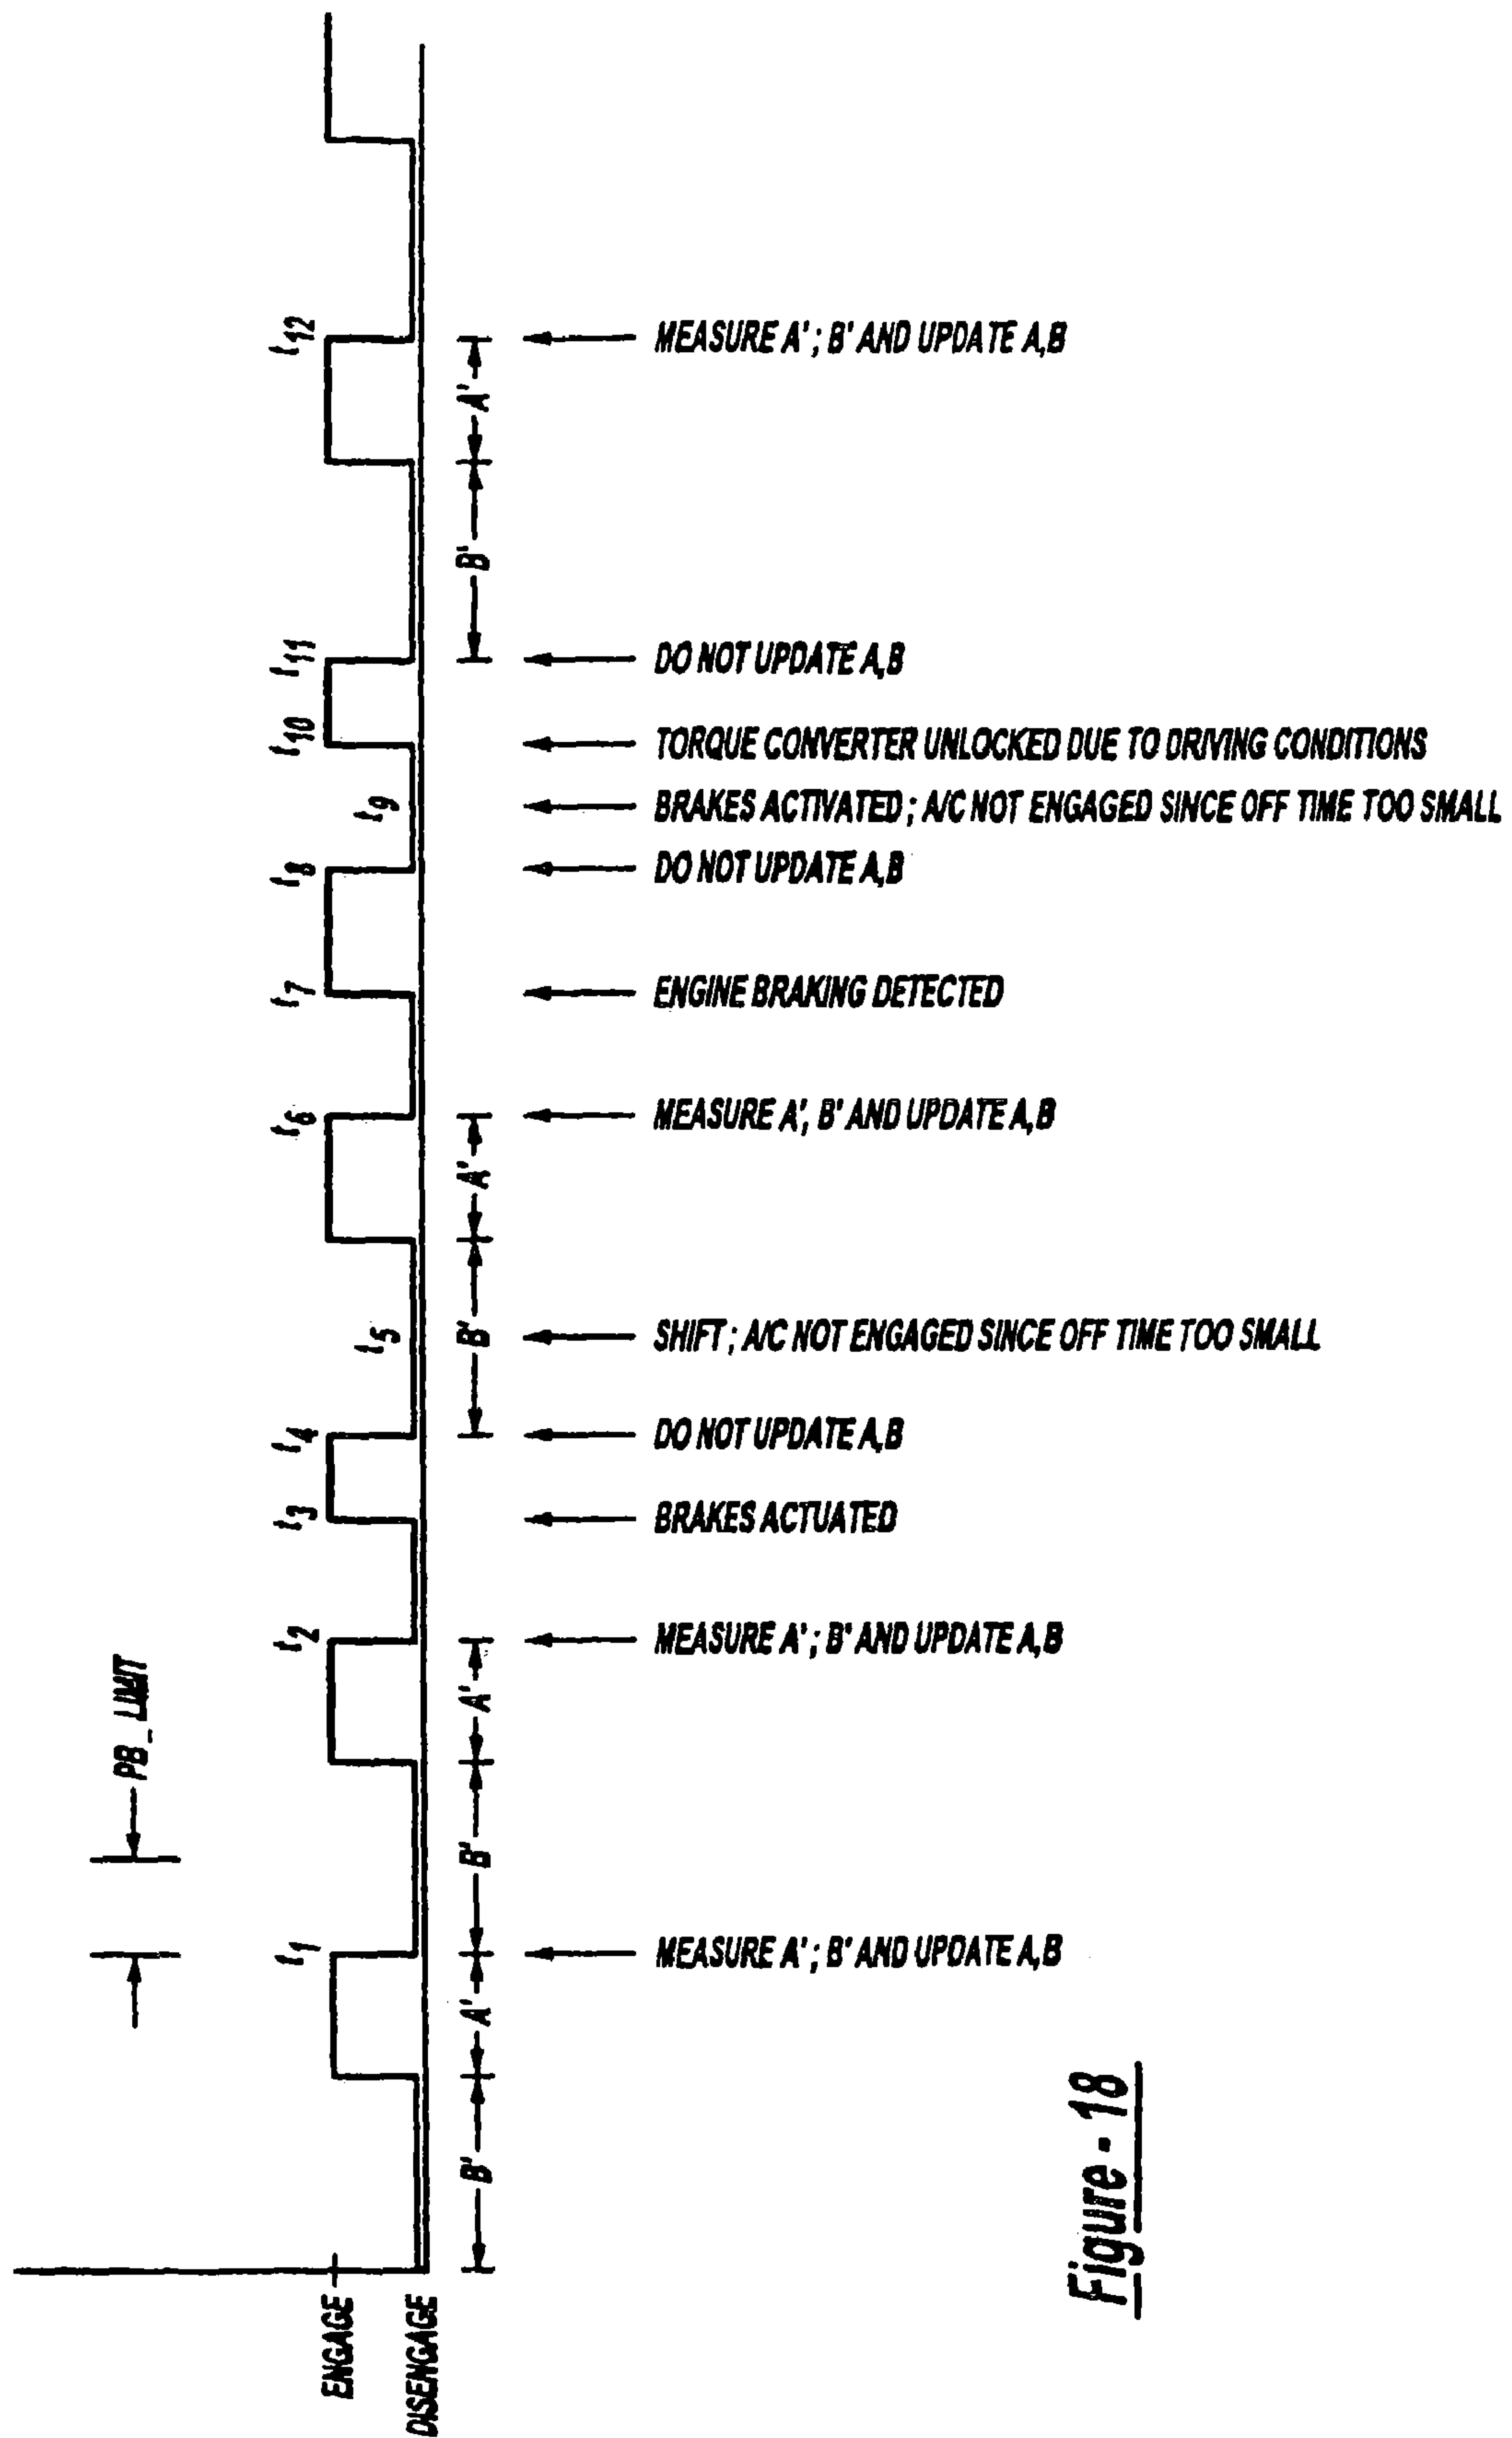 PB_LIMIT
ENGAGE
DISENGAGE
t1
t2
t3
t4
t5
t6
t7
t8
t9
t10
t11
t12
B'
A'
B'
A'
B'
A'
B'
A'
MEASURE A' ; B' AND UPDATE A,B
MEASURE A' ; B' AND UPDATE A,B
BRAKES ACTUATED
DO NOT UPDATE A,B
SHIFT ; A/C NOT ENGAGED SINCE OFF TIME TOO SMALL
MEASURE A', B' AND UPDATE A,B
ENGINE BRAKING DETECTED
DO NOT UPDATE A,B
BRAKES ACTIVATED ; A/C NOT ENGAGED SINCE OFF TIME TOO SMALL
TORQUE CONVERTER UNLOCKED DUE TO DRIVING CONDITIONS
DO NOT UPDATE A,B
MEASURE A' ; B' AND UPDATE A,B
Figure - 18